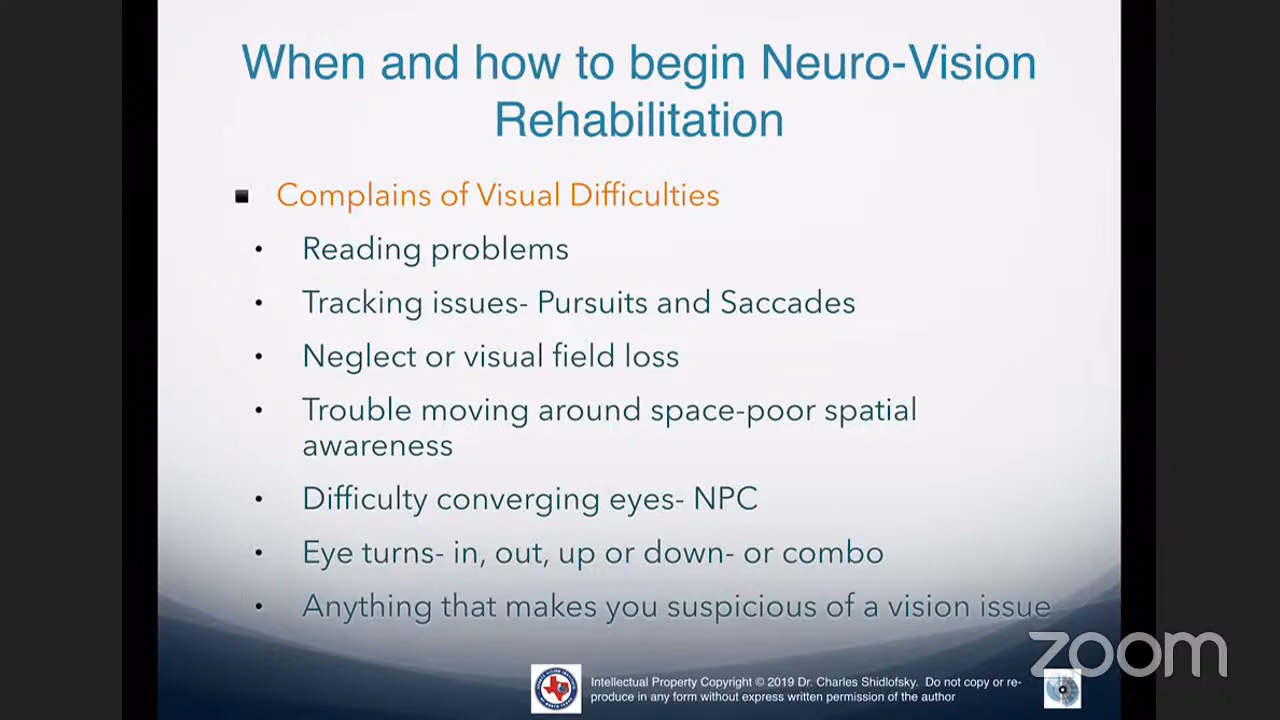 When and how to begin Neuro-Vision
Rehabilitation
Complains of Visual Difficulties
Reading problems
Tracking issues- Pursuits and Saccades
Neglect or visual field loss
Trouble moving around space-poor spatial
awareness
Difficulty converging eyes- NPC
Eye turns- in, out, up or down- or combo
Anything that makes you suspicious of a vision issue
zoom
Intellectual Property Copyright © 2019 Dr. Charles Shidlofsky. Do not copy or re-
produce in any form without express written permission of the author